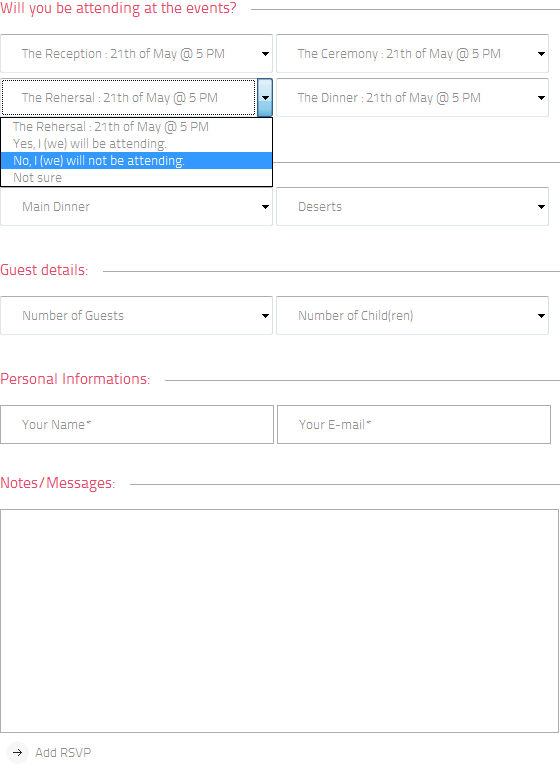 Will you be attending at the events?
The Reception : 21th of May @ 5 PM
The Ceremony : 21th of May @ 5 PM
The Rehersal : 21th of May @ 5 PM
The Dinner : 21th of May @ 5 PM
The Rehersal : 21th of May @ 5 PM
Yes, I (we) will be attending.
No, I (we) will not be attending.
Not sure
Main Dinner
Deserts
Guest details:
Number of Guests
Number of Child(ren)
Personal Informations:
Your Name*
Your E-mail*
Notes/Messages:
Add RSVP